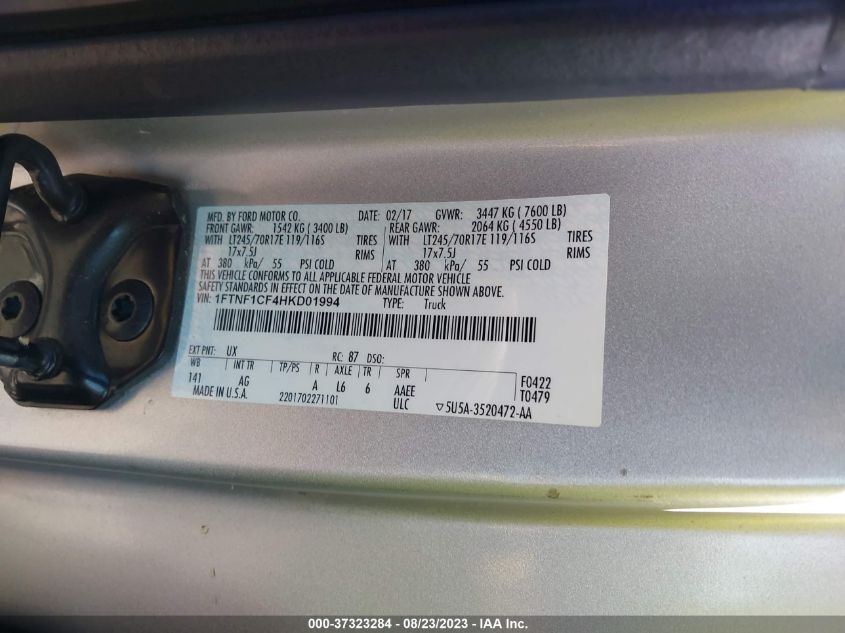 MFD. BY FORD MOTOR CO. DATE: 02/17 GVWR: 3447 KG ( 7600 LB)
FRONT GAWR: 1542 KG ( 3400 LB) REAR GAWR: 2064 KG ( 4550 LB)
WITH LT245/70R17E 119/116S TIRES WITH LT245/70R17E 119/116S TIRES
17x7.5J RIMS 17x7.5J RIMS
AT 380 kPa/ 55 PSI COLD AT 380 kPa/ 55 PSI COLD
THIS VEHICLE CONFORMS TO ALL APPLICABLE FEDERAL MOTOR VEHICLE
SAFETY STANDARDS IN EFFECT ON THE DATE OF MANUFACTURE SHOWN ABOVE.
VIN: 1FTNF1CF4HKD01994 TYPE: Truck
EXT PNT: UX RC: 87 DSO:
WB INT TR TP/PS R AXLE TR SPR F0422
141 AG A L6 6 AAEE T0479
MADE IN U.S.A. 2201702271101 ULC ▽5U5A-3520472-AA
000-37323284 - 08/23/2023 - IAA Inc.